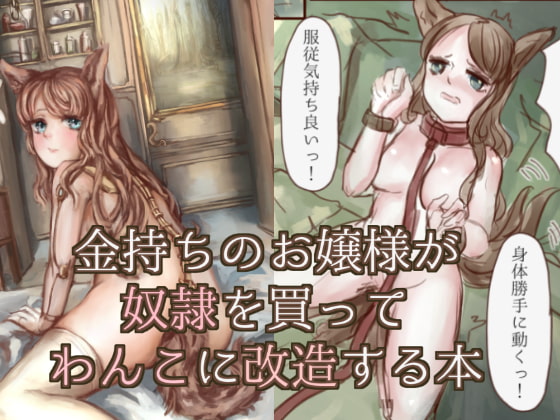 服従気持ち良いっ！
身体勝手に動くっ！
金持ちのお嬢様が
奴隷を買って
わんこに改造する本